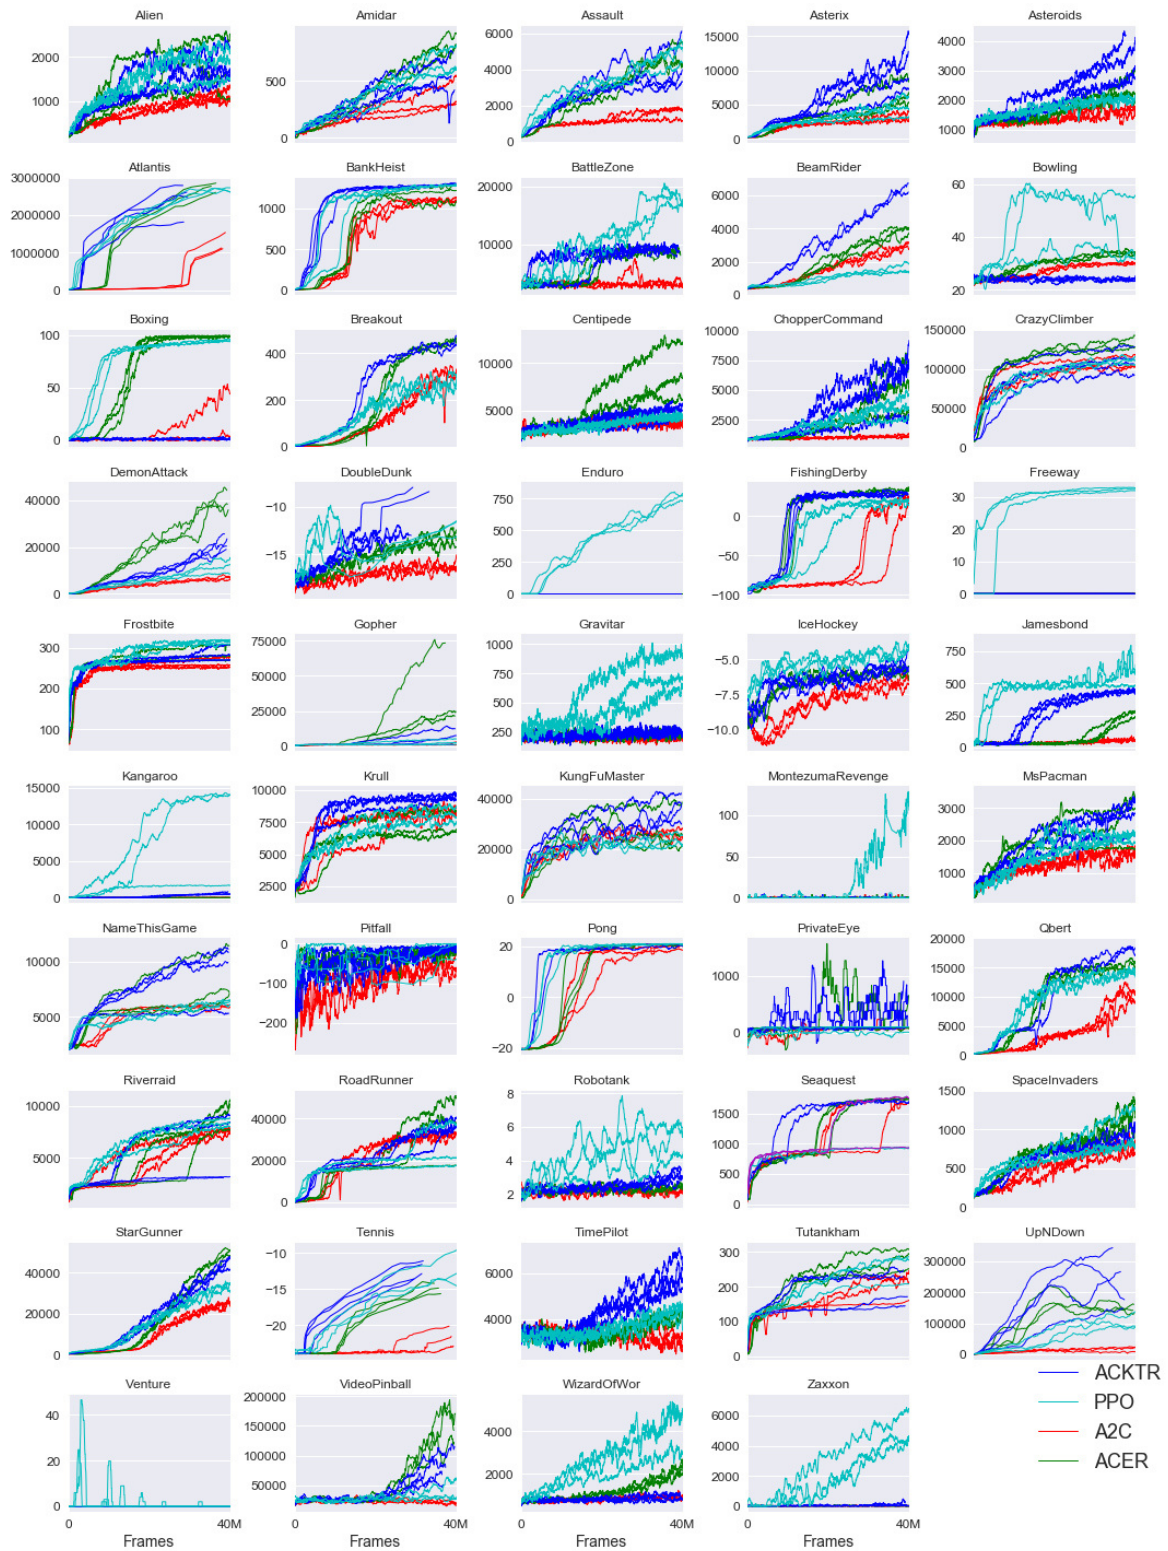 Alien
2000
1000
Amidar
500
0
Assault
6000
4000
2000
0
Asterix
15000
10000
5000
0
Asteroids
4000
3000
2000
1000
Atlantis
3000000
2000000
1000000
0
BankHeist
1000
500
0
BattleZone
20000
10000
BeamRider
6000
4000
2000
0
Bowling
60
40
20
Boxing
100
50
0
Breakout
400
200
0
Centipede
10000
5000
ChopperCommand
10000
7500
5000
2500
CrazyClimber
150000
100000
50000
0
DemonAttack
40000
20000
0
DoubleDunk
−10
−15
Enduro
750
500
250
0
FishingDerby
0
−50
−100
Freeway
30
20
10
0
Frostbite
300
200
100
Gopher
75000
50000
25000
0
Gravitar
1000
750
500
250
IceHockey
−5.0
−7.5
−10.0
Jamesbond
750
500
250
0
Kangaroo
15000
10000
5000
0
Krull
10000
7500
5000
2500
KungFuMaster
40000
20000
0
MontezumaRevenge
100
50
0
MsPacman
3000
2000
1000
NameThisGame
10000
5000
Pitfall
0
−100
−200
Pong
20
0
−20
PrivateEye
1000
0
Qbert
20000
15000
10000
5000
0
Riverraid
10000
5000
RoadRunner
40000
20000
0
Robotank
8
6
4
2
Seaquest
1500
1000
500
0
SpaceInvaders
1500
1000
500
0
StarGunner
40000
20000
0
Tennis
−10
−15
−20
TimePilot
6000
4000
Tutankham
300
200
100
0
UpNDown
300000
200000
100000
0
Venture
40
20
0
0
40M
Frames
VideoPinball
200000
150000
100000
50000
0
40M
Frames
WizardOfWor
4000
2000
0
40M
Frames
Zaxxon
6000
4000
2000
0
0
40M
Frames
ACKTR
PPO
A2C
ACER